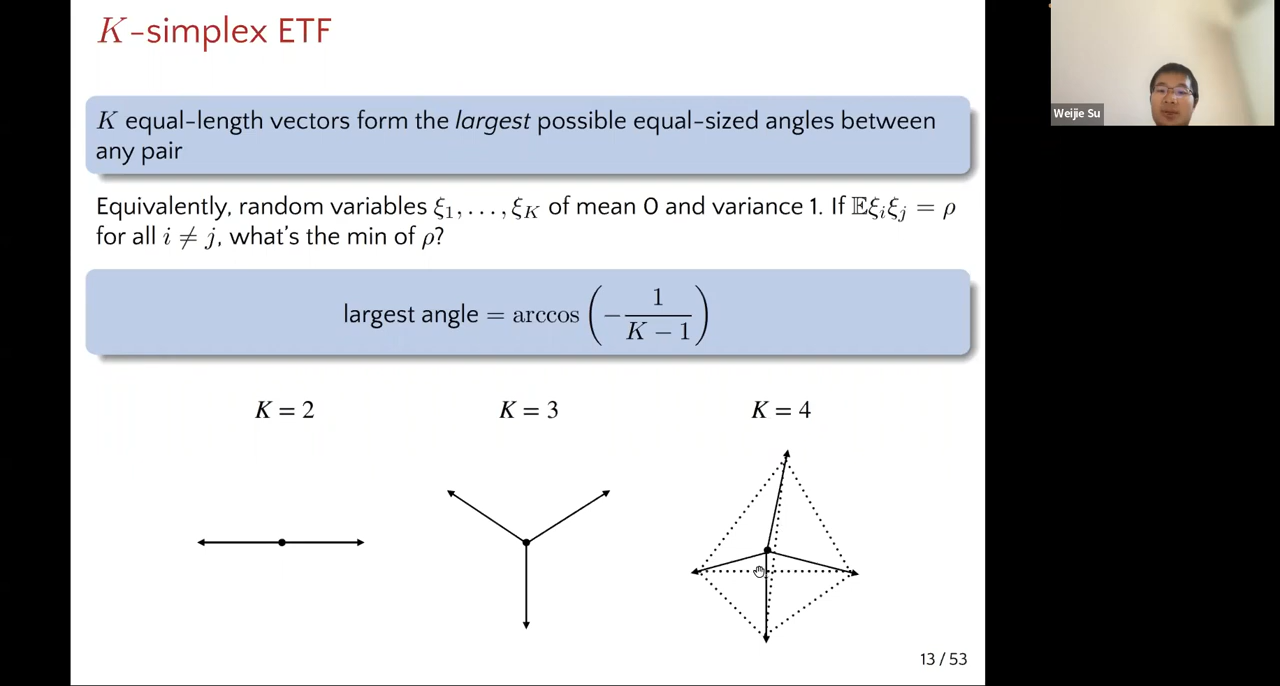 K-simplex ETF
K equal-length vectors form the largest possible equal-sized angles between
any pair
Equivalently, random variables ξ₁, . . . , ξ_K of mean 0 and variance 1. If 𝔼ξᵢξⱼ = ρ
for all i ≠ j, what's the min of ρ?
largest angle = arccos (− 1/(K − 1))
K = 2 K = 3 K = 4
13 / 53
Weijie Su